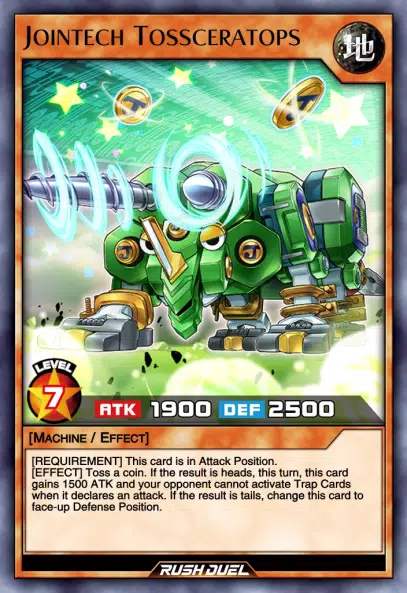 JOINTECH TOSSCERATOPS
地
J
J
J
J
LEVEL
7
ATK 1900 DEF 2500
[MACHINE / EFFECT]
[REQUIREMENT] This card is in Attack Position.
[EFFECT] Toss a coin. If the result is heads, this turn, this card
gains 1500 ATK and your opponent cannot activate Trap Cards
when it declares an attack. If the result is tails, change this card to
face-up Defense Position.
RUSH DUEL